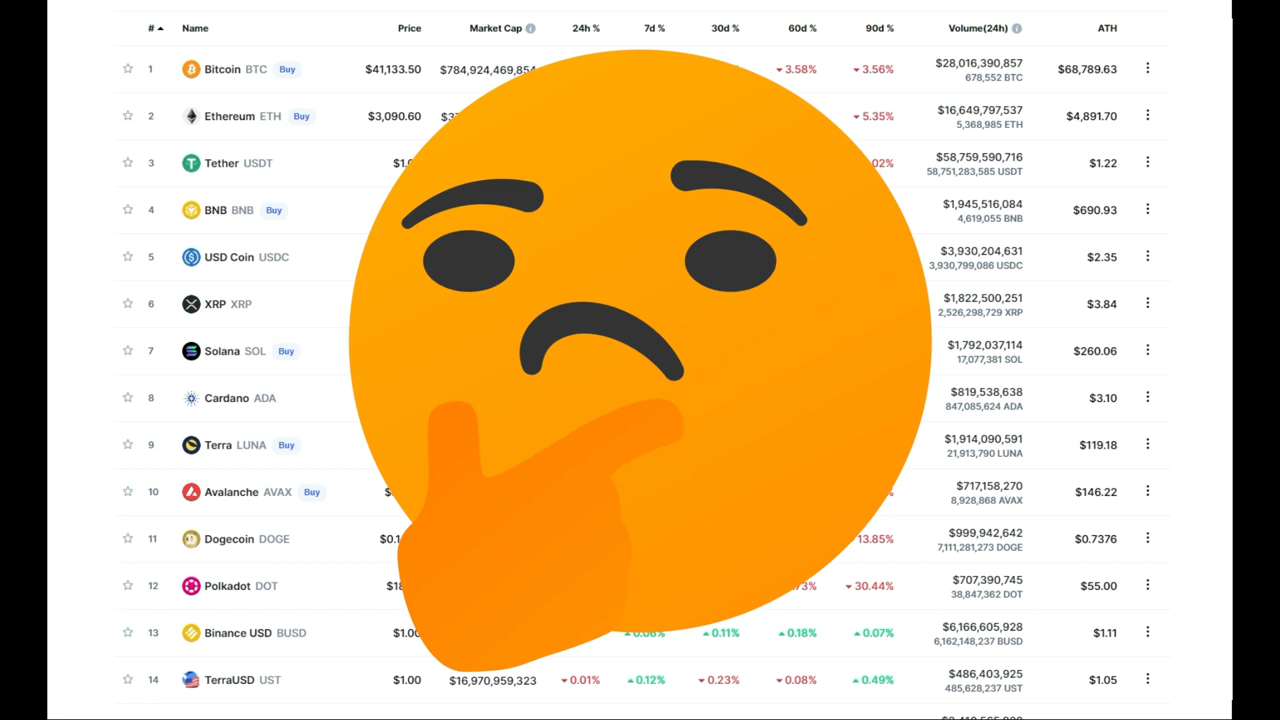 # Name Price Market Cap 24h % 7d % 30d % 60d % 90d % Volume(24h) ATH
1 Bitcoin BTC Buy $41,133.50 $784,924,469,854 3.58% 3.56% $28,016,390,857 $68,789.63
678,552 BTC
2 Ethereum ETH Buy $3,090.60 5.35% $16,649,797,537 $4,891.70
5,368,985 ETH
3 Tether USDT $58,759,590,716 $1.22
58,751,283,585 USDT
4 BNB BNB Buy $1,945,516,084 $690.93
4,619,055 BNB
5 USD Coin USDC $3,930,204,631 $2.35
3,930,799,086 USDC
6 XRP XRP $1,822,500,251 $3.84
2,526,298,729 XRP
7 Solana SOL Buy $1,792,037,114 $260.06
17,077,381 SOL
8 Cardano ADA $819,538,638 $3.10
847,085,624 ADA
9 Terra LUNA Buy $1,914,090,591 $119.18
21,913,790 LUNA
10 Avalanche AVAX Buy $717,158,270 $146.22
8,928,868 AVAX
11 Dogecoin DOGE 13.85% $999,942,642 $0.7376
7,111,281,273 DOGE
12 Polkadot DOT 30.44% $707,390,745 $55.00
38,847,362 DOT
13 Binance USD BUSD $1.00 0.11% 0.18% 0.07% $6,166,605,928 $1.11
6,162,148,237 BUSD
14 TerraUSD UST $1.00 $16,970,959,323 0.01% 0.12% 0.23% 0.08% 0.49% $486,403,925 $1.05
485,628,237 UST